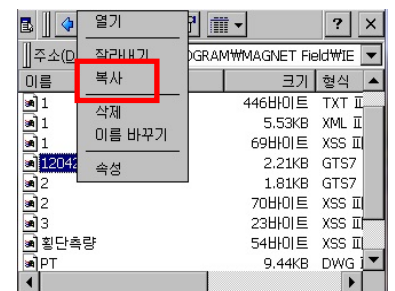 열기
? ×
주소(D 잘라내기 OGRAM₩MAGNET Field₩IE
이름 복사 크기 형식
1 446바이트 TXT
1 삭제 5.53KB XML
1 이름 바꾸기 69바이트 XSS
12042 2.21KB GTS7
2 속성 1.81KB GTS7
2 70바이트 XSS
3 23바이트 XSS
횡단측량 54바이트 XSS
PT 9.44KB DWG